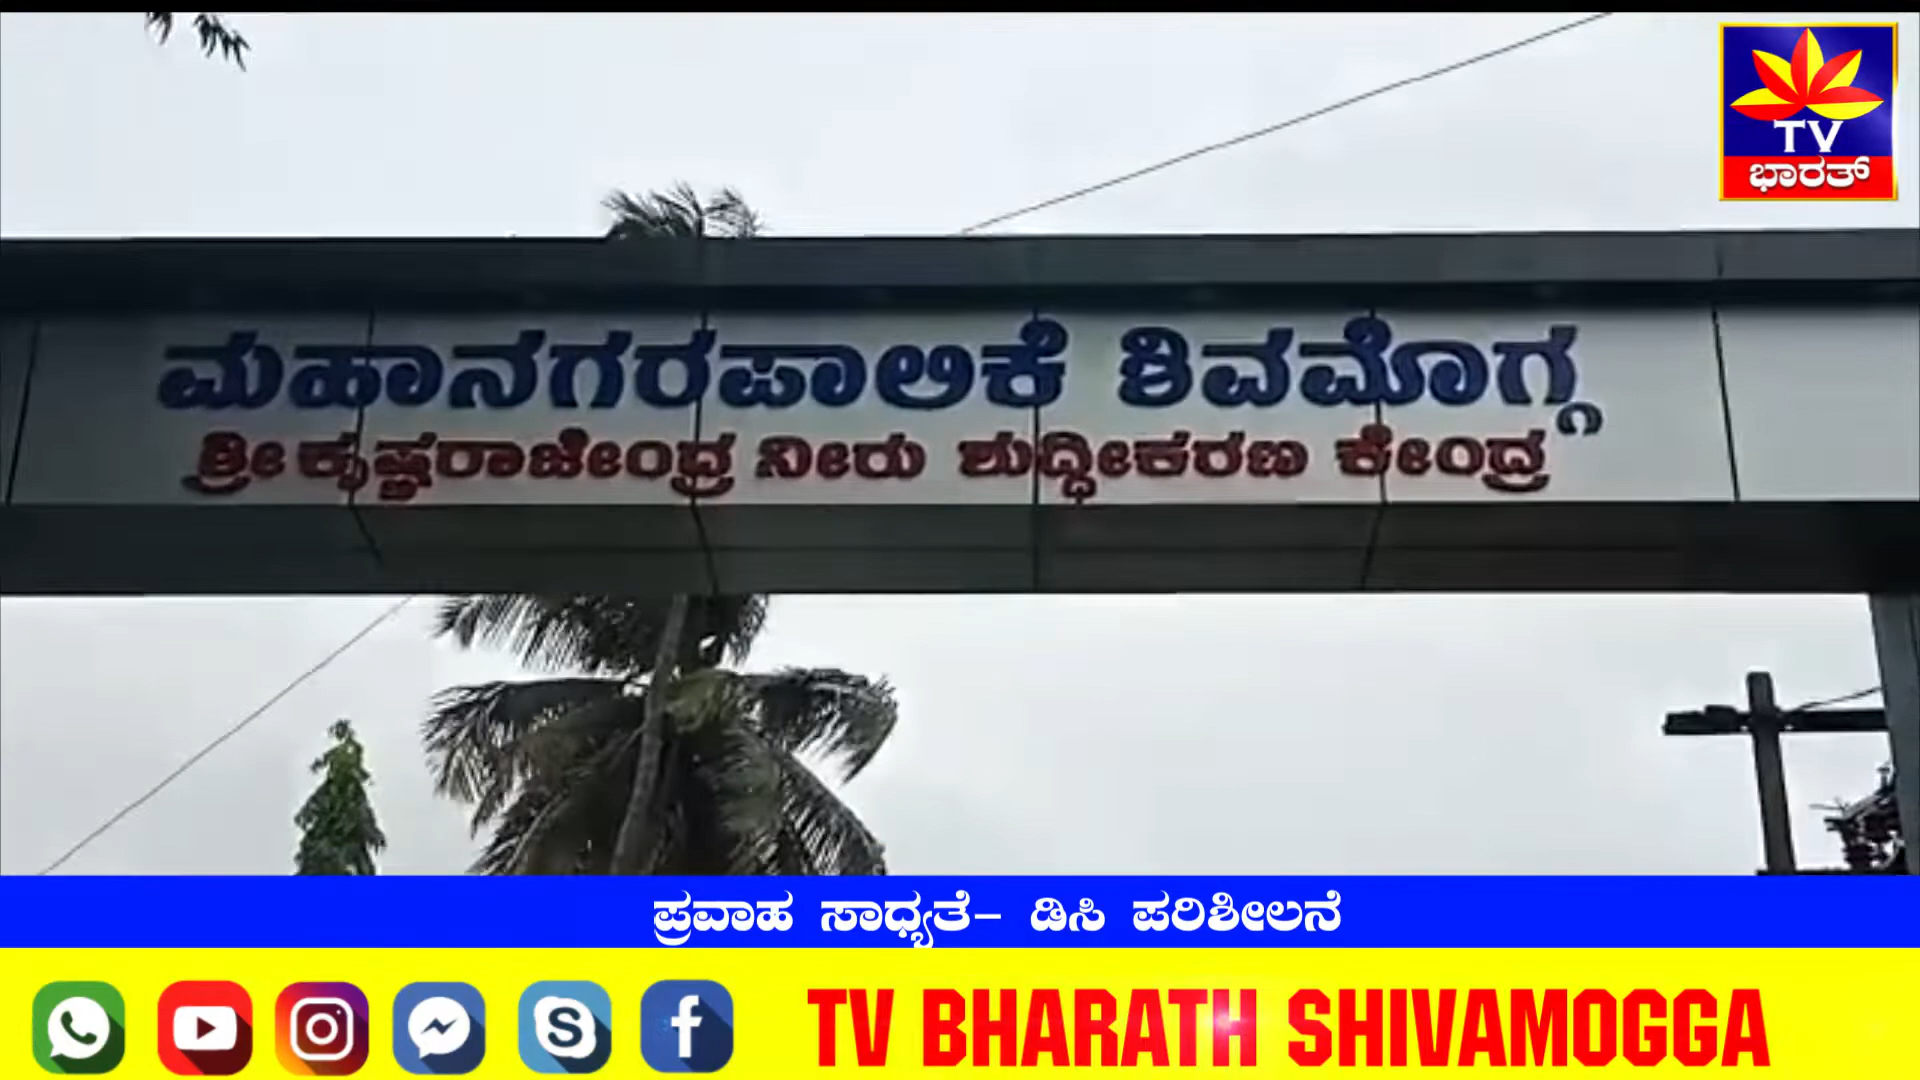 TV
ಭಾರತ್
ಮಹಾನಗರಪಾಲಿಕೆ ಶಿವಮೊಗ್ಗ
ಶ್ರೀ ಕೃಷ್ಣರಾಜೇಂದ್ರ ನೀರು ಶುದ್ಧೀಕರಣ ಕೇಂದ್ರ
ಪ್ರವಾಹ ಸಾಧ್ಯತೆ- ಡಿಸಿ ಪರಿಶೀಲನೆ
TV BHARATH SHIVAMOGGA